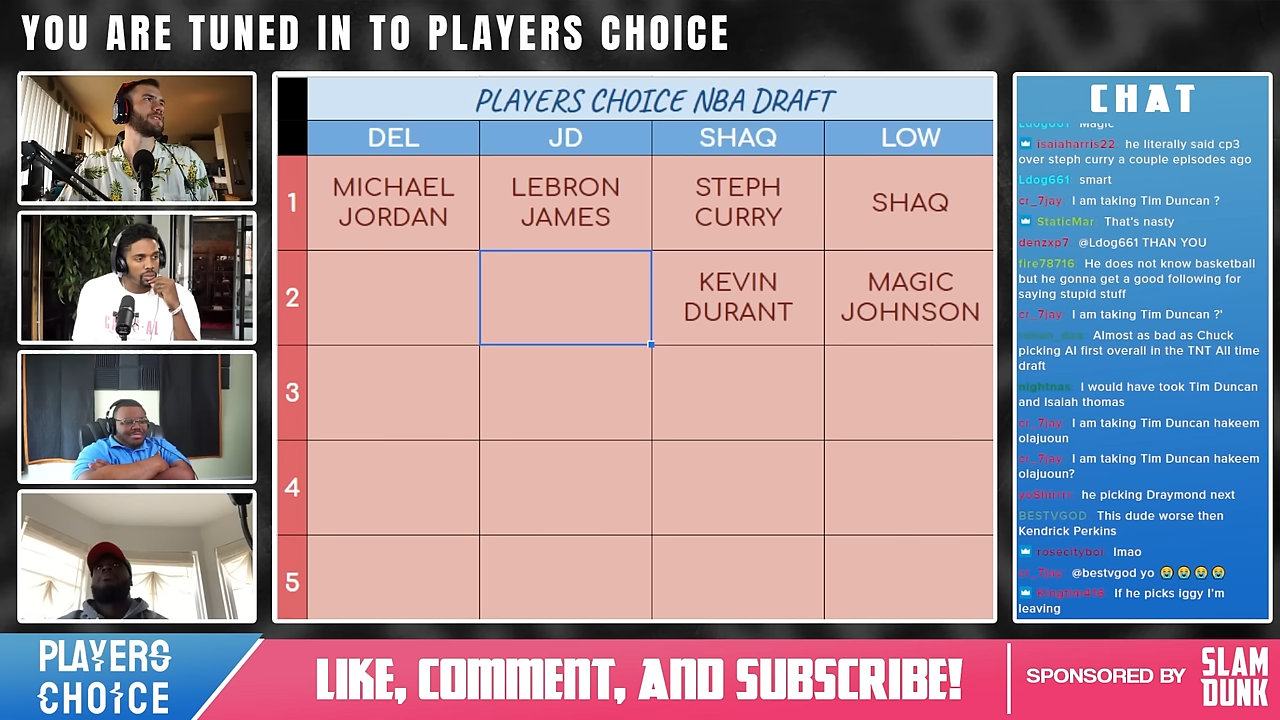 YOU ARE TUNED IN TO PLAYERS CHOICE
PLAYERS CHOICE NBA DRAFT
DEL JD SHAQ LOW
1 MICHAEL JORDAN LEBRON JAMES STEPH CURRY SHAQ
2 KEVIN DURANT MAGIC JOHNSON
3
4
5
CHAT
Ldog661 Magic
isaiaharris22 he literally said cp3
over steph curry a couple episodes ago
Ldog661 smart
cr_7jay I am taking Tim Duncan ?
StaticMar That's nasty
denzxp7 @Ldog661 THAN YOU
fire78716 He does not know basketball
but he gonna get a good following for
saying stupid stuff
cr_7jay I am taking Tim Duncan ?'
Almost as bad as Chuck
picking AI first overall in the TNT All time
draft
nightnas I would have took Tim Duncan
and Isaiah thomas
cr_7jay I am taking Tim Duncan hakeem
olajuoun
cr_7jay I am taking Tim Duncan hakeem
olajuoun?
he picking Draymond next
BESTVGOD This dude worse then
Kendrick Perkins
rosecityboi lmao
cr_7jay @bestvgod yo 😭😭😭😭
If he picks iggy I'm
leaving
PLAYERS
CHOICE
LIKE, COMMENT, AND SUBSCRIBE!
SPONSORED BY
SLAM
DUNK